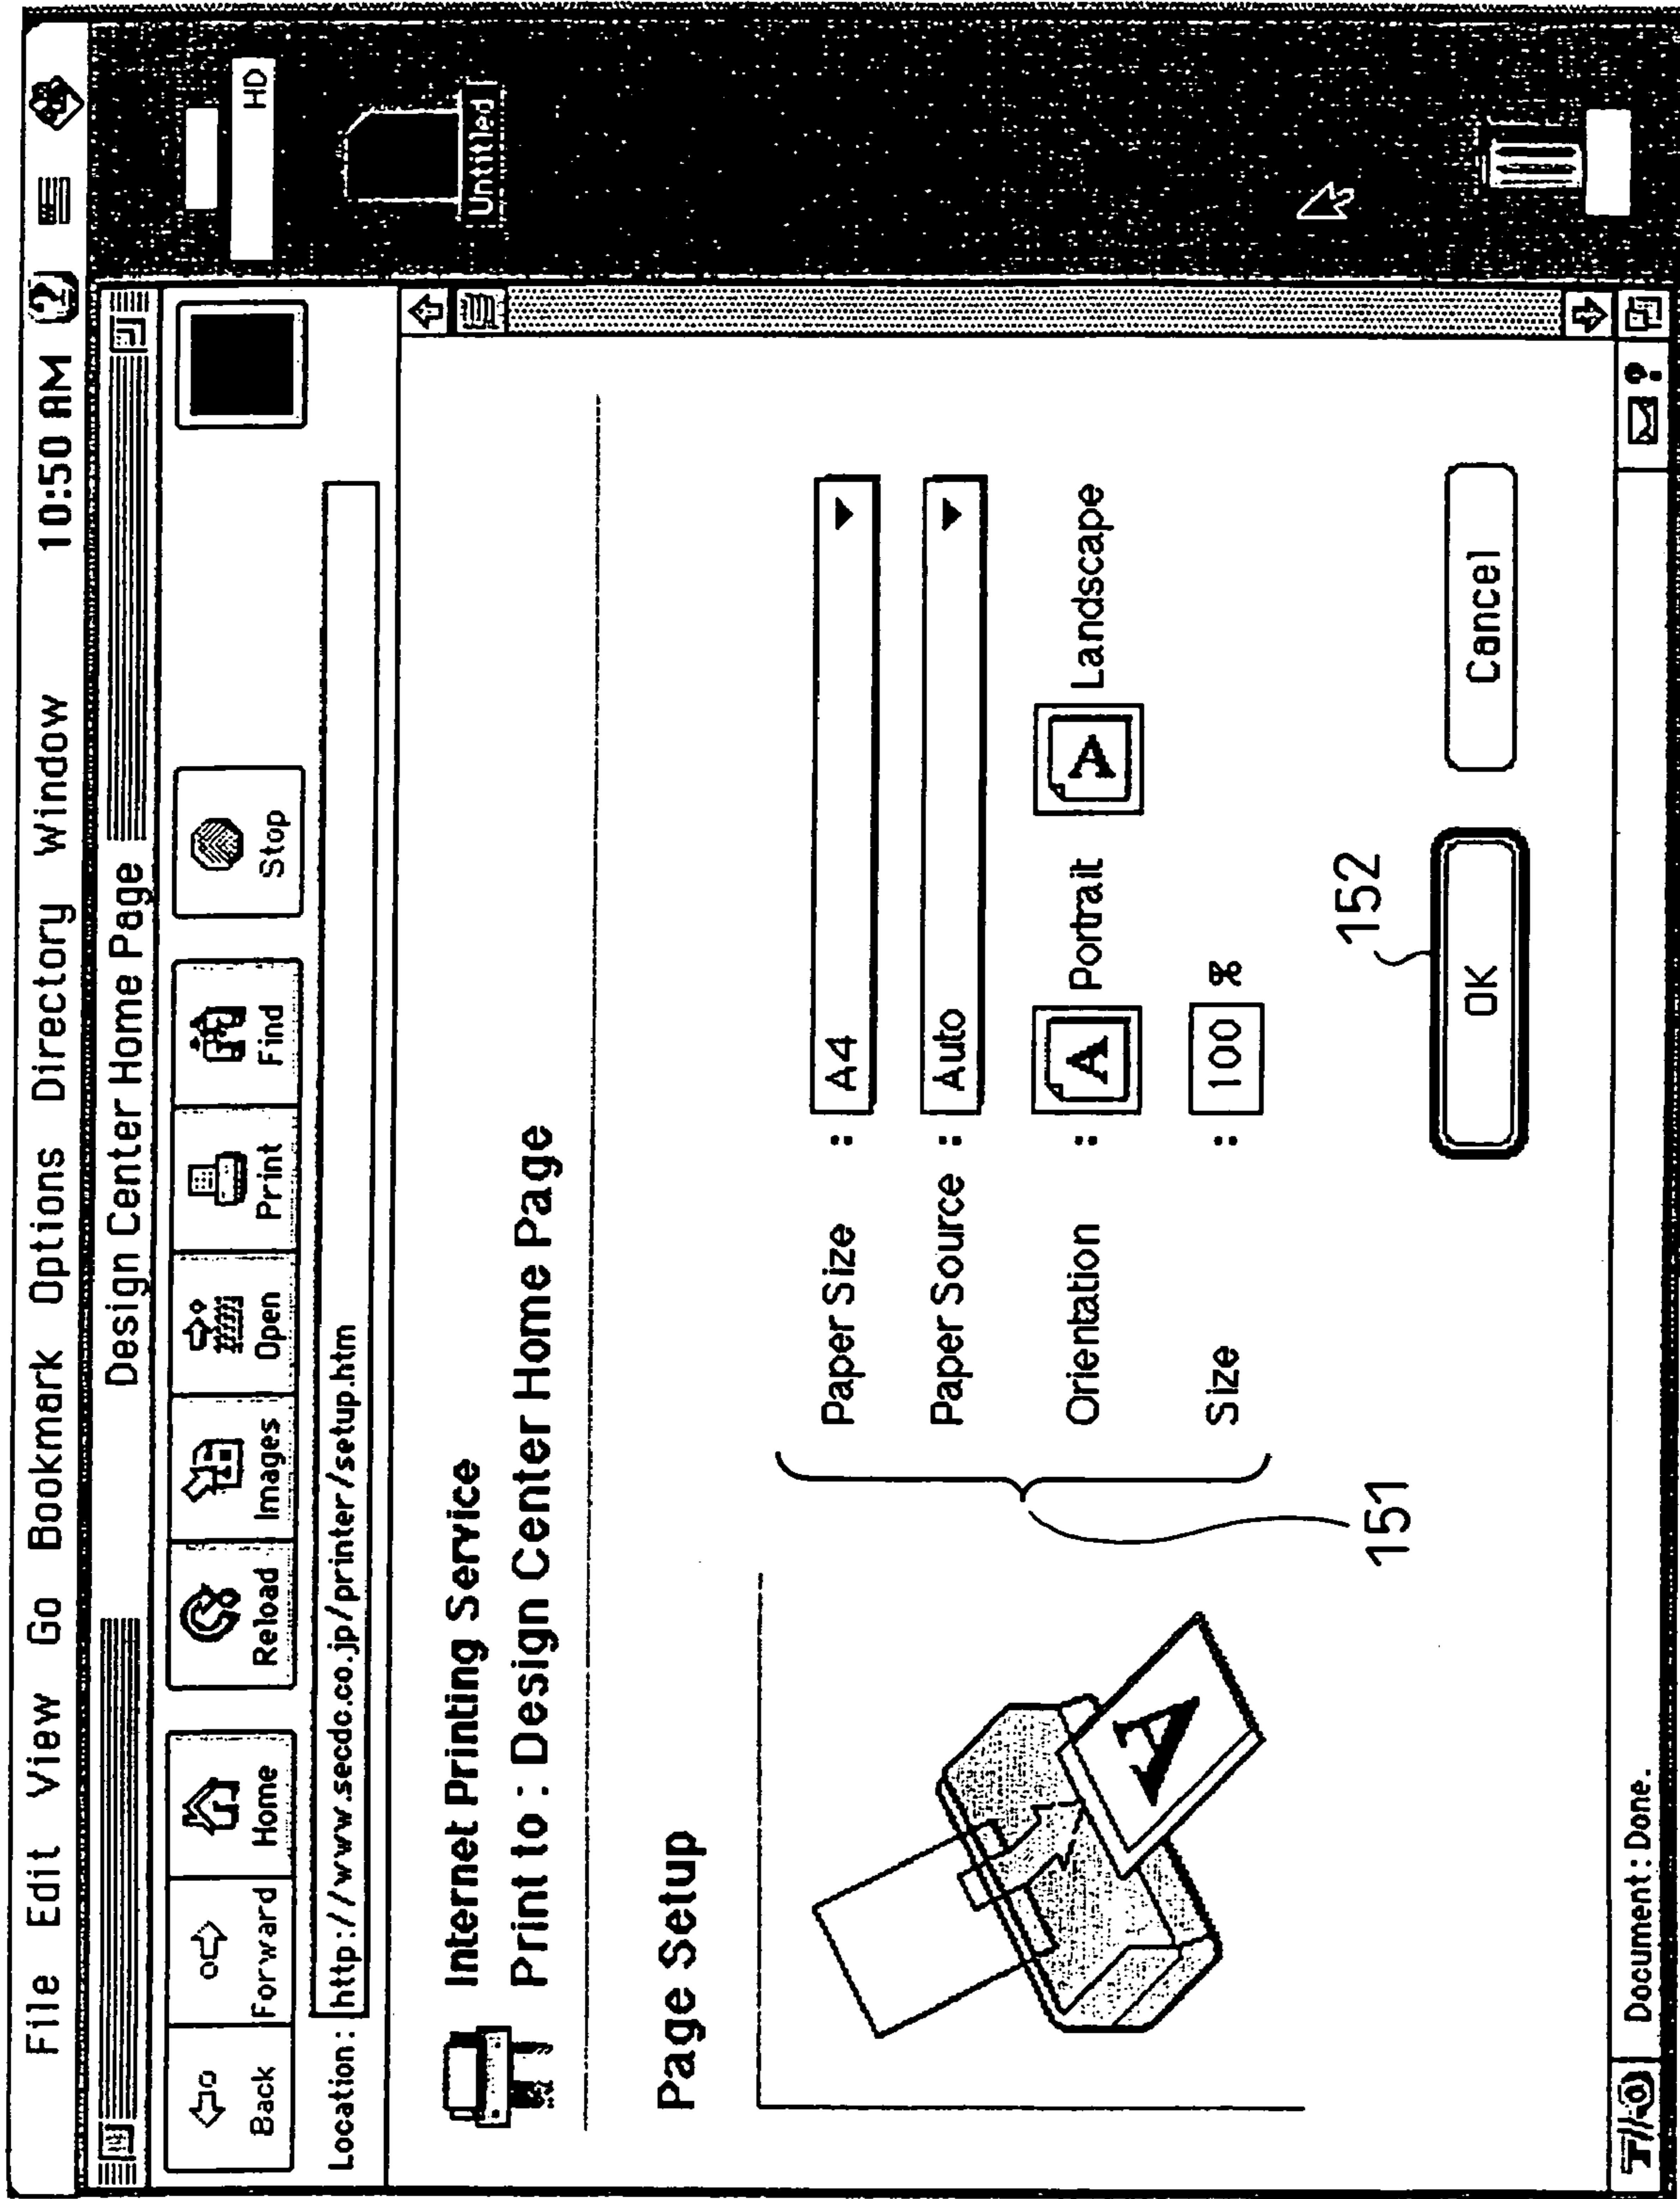 File Edit View Go Bookmark Options Directory Window 10:50 AM
Design Center Home Page
HD
Back Forward Home Reload Images Open Print Find Stop
Untitled
Location: http://www.secdc.co.jp/printer/setup.htm
Internet Printing Service
Print to : Design Center Home Page
Page Setup
Paper Size : A4
Paper Source : Auto
Orientation : A Portrait A Landscape
Size : 100 %
A
151
152
OK Cancel
Document: Done.
?